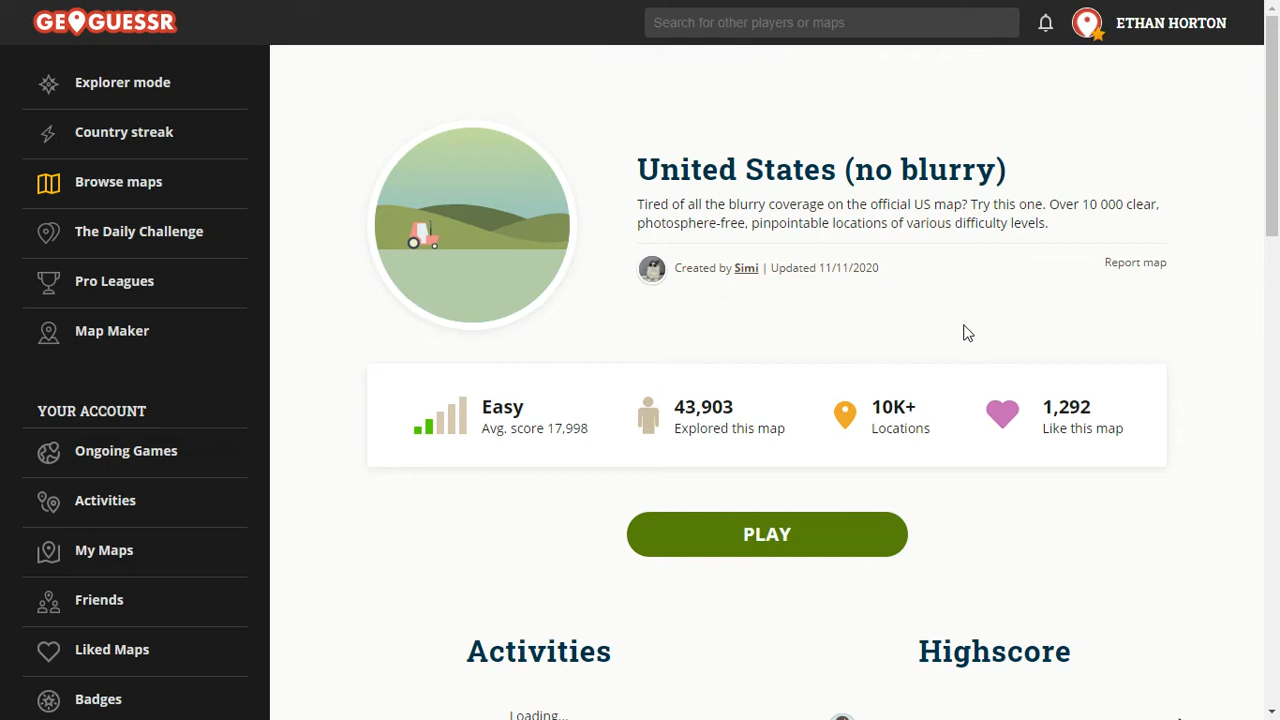 GEOGUESSR
Search for other players or maps
ETHAN HORTON
Explorer mode
Country streak
Browse maps
The Daily Challenge
Pro Leagues
Map Maker
YOUR ACCOUNT
Ongoing Games
Activities
My Maps
Friends
Liked Maps
Badges
United States (no blurry)
Tired of all the blurry coverage on the official US map? Try this one. Over 10 000 clear,
photosphere-free, pinpointable locations of various difficulty levels.
Created by Simi | Updated 11/11/2020
Report map
Easy
Avg. score 17,998
43,903
Explored this map
10K+
Locations
1,292
Like this map
PLAY
Activities
Highscore
Loading...